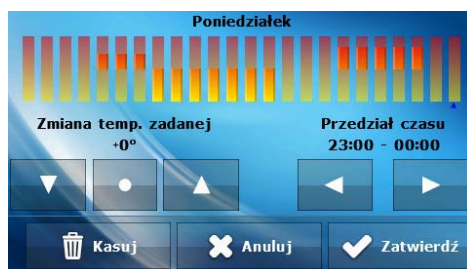 Poniedziałek
Zmiana temp. zadanej
+0°
Przedział czasu
23:00 - 00:00
Kasuj
Anuluj
Zatwierdź